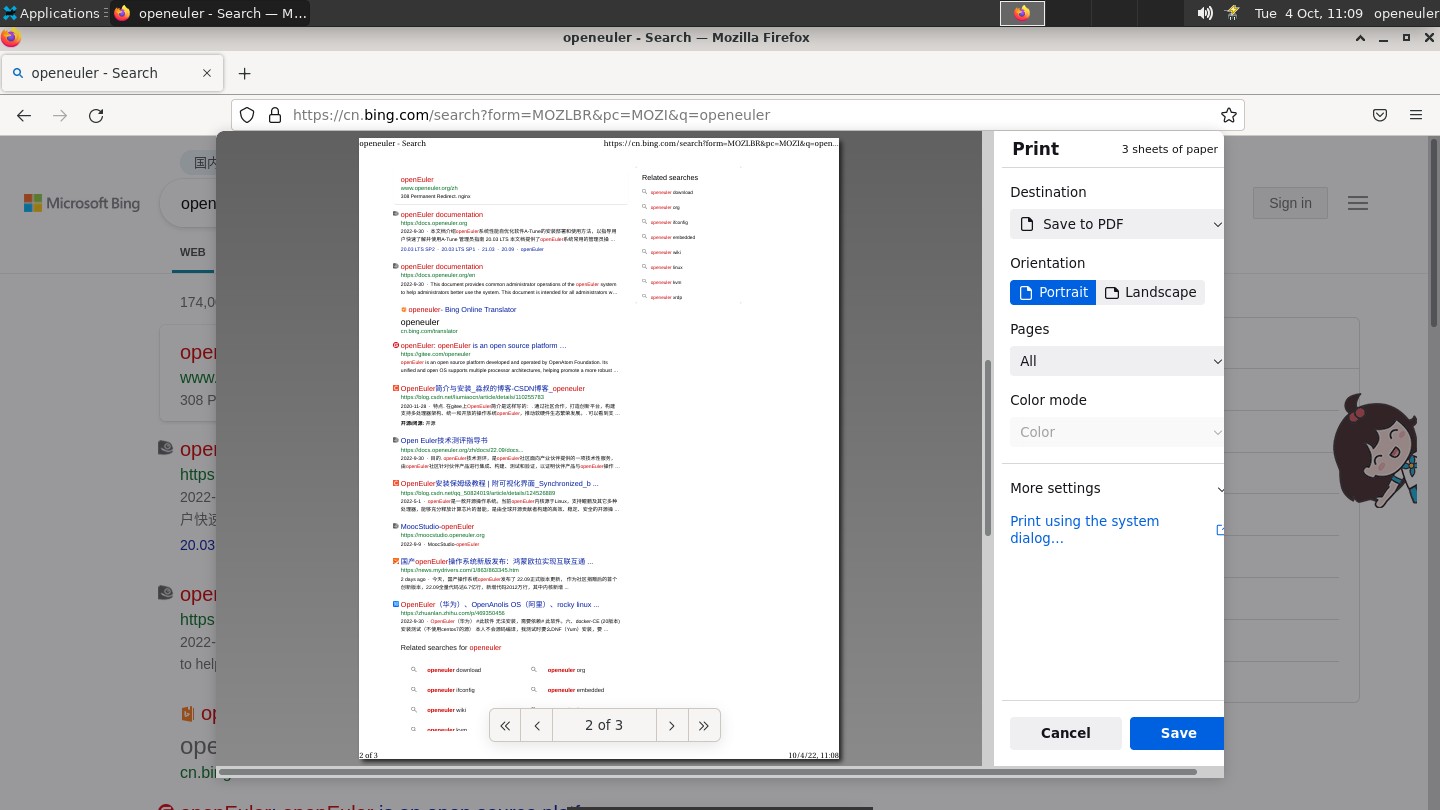 Applications
openeuler - Search — M...
Tue 4 Oct, 11:09
openeuler
openeuler - Search — Mozilla Firefox
openeuler - Search
https://cn.bing.com/search?form=MOZLBR&pc=MOZI&q=openeuler
国内
Microsoft Bing
open
Sign in
WEB
174,0
open
www.
308 P
open
https
2022-
户快速
20.03
open
https
2022-
to help
op
ope
cn.bin
openEuler: openEuler is an open source platf
openeuler - Search
https://cn.bing.com/search?form=MOZLBR&pc=MOZI&q=open...
openEuler
www.openeuler.org/zh
308 Permanent Redirect. nginx
openEuler documentation
https://docs.openeuler.org
2022-9-30 · 本文档介绍openEuler系统性能自优化软件A-Tune的安装部署和使用方法，以指导用
户快速了解并使用A-Tune 管理员指南 20.03 LTS 本文档提供了openEuler系统常用的管理员操 ...
20.03 LTS SP2 · 20.03 LTS SP1 · 21.03 · 20.09 · openEuler
openEuler documentation
https://docs.openeuler.org/en
2022-9-30 · This document provides common administrator operations of the openEuler system
to help administrators better use the system. This document is intended for all administrators w...
openeuler- Bing Online Translator
openeuler
cn.bing.com/translator
openEuler: openEuler is an open source platform ...
https://gitee.com/openeuler
openEuler is an open source platform developed and operated by OpenAtom Foundation. Its
unified and open OS supports multiple processor architectures, helping promote a more robust ...
OpenEuler简介与安装_淼叔的博客-CSDN博客_openeuler
https://blog.csdn.net/liumiaocn/article/details/110255783
2020-11-28 · 特点. 在gitee上OpenEuler简介是这样写的：. 通过社区合作，打造创新平台，构建
支持多处理器架构、统一和开放的操作系统openEuler，推动软硬件生态繁荣发展。. 可以看到支 ...
开源/闭源: 开源
Open Euler技术测评指导书
https://docs.openeuler.org/zh/docs/22.09/docs...
2022-9-30 · 目的. openEuler技术测评，是openEuler社区面向产业伙伴提供的一项技术性服务，
由openEuler社区针对伙伴产品进行集成、构建、测试和验证，以证明伙伴产品与openEuler操作 ...
OpenEuler安装保姆级教程 | 附可视化界面_Synchronized_b ...
https://blog.csdn.net/qq_50824019/article/details/124526889
2022-5-1 · openEuler是一款开源操作系统。当前openEuler内核源于Linux，支持鲲鹏及其它多种
处理器，能够充分释放计算芯片的潜能，是由全球开源贡献者构建的高效、稳定、安全的开源操 ...
MoocStudio-openEuler
https://moocstudio.openeuler.org
2022-9-9 · MoocStudio-openEuler
国产openEuler操作系统新版发布：鸿蒙欧拉实现互联互通 ...
https://news.mydrivers.com/1/863/863345.htm
2 days ago · 今天，国产操作系统openEuler发布了 22.09正式版本更新， 作为社区捐赠后的首个
创新版本，22.09全量代码达6.7亿行，新增代码2012万行，其中内核新增 ...
OpenEuler（华为）、OpenAnolis OS（阿里）、rocky linux ...
https://zhuanlan.zhihu.com/p/469350456
2022-9-30 · OpenEuler（华为） #此软件 无法安装，需要依赖# 此软件。六、docker-CE (20版本)
安装测试（不使用centos7的源） 本人不会源码编译，我测试时要么DNF（Yum）安装，要 ...
Related searches for openeuler
openeuler download
openeuler org
openeuler ifconfig
openeuler embedded
openeuler wiki
openeuler kvm
Related searches
openeuler download
openeuler org
openeuler ifconfig
openeuler embedded
openeuler wiki
openeuler linux
openeuler kvm
openeuler xrdp
2 of 3
2 of 3
10/4/22, 11:08
Print
3 sheets of paper
Destination
Save to PDF
Orientation
Portrait
Landscape
Pages
All
Color mode
Color
More settings
Print using the system
dialog…
Cancel
Save